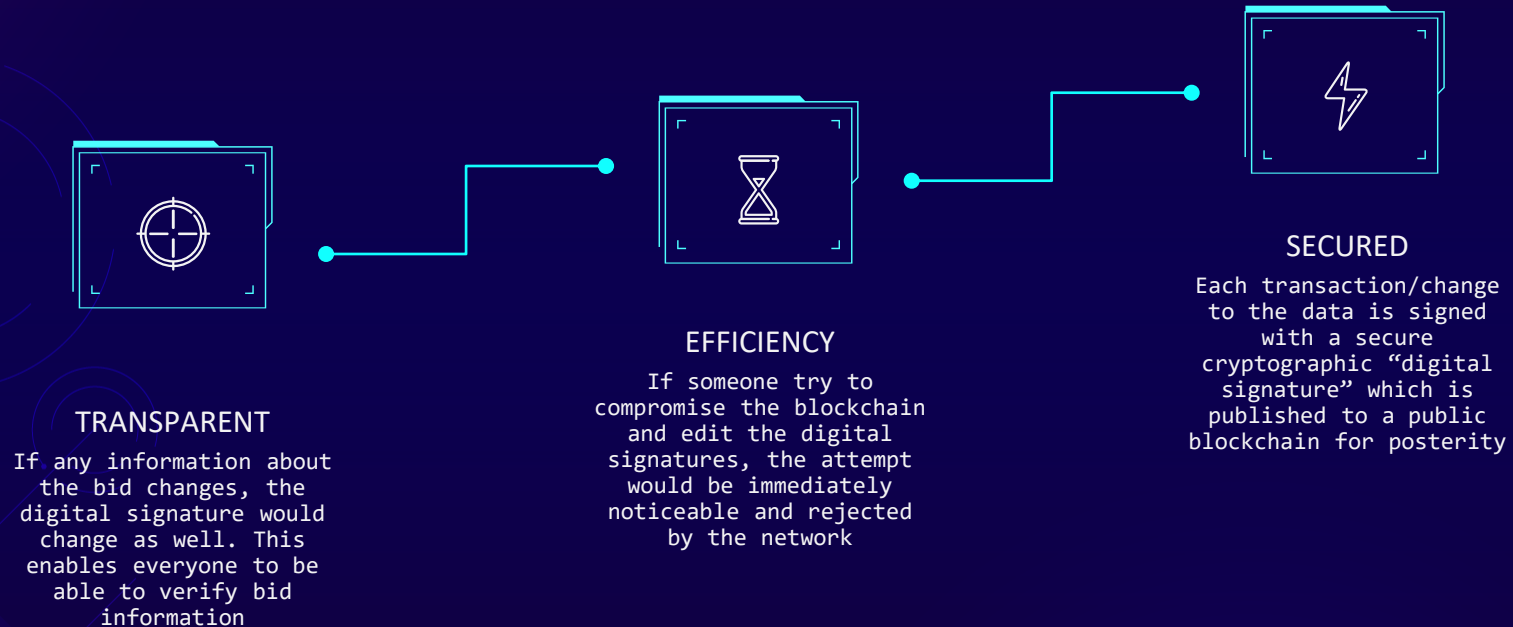 TRANSPARENT
If any information about
the bid changes, the
digital signature would
change as well. This
enables everyone to be
able to verify bid
information
EFFICIENCY
If someone try to
compromise the blockchain
and edit the digital
signatures, the attempt
would be immediately
noticeable and rejected
by the network
SECURED
Each transaction/change
to the data is signed
with a secure
cryptographic “digital
signature” which is
published to a public
blockchain for posterity